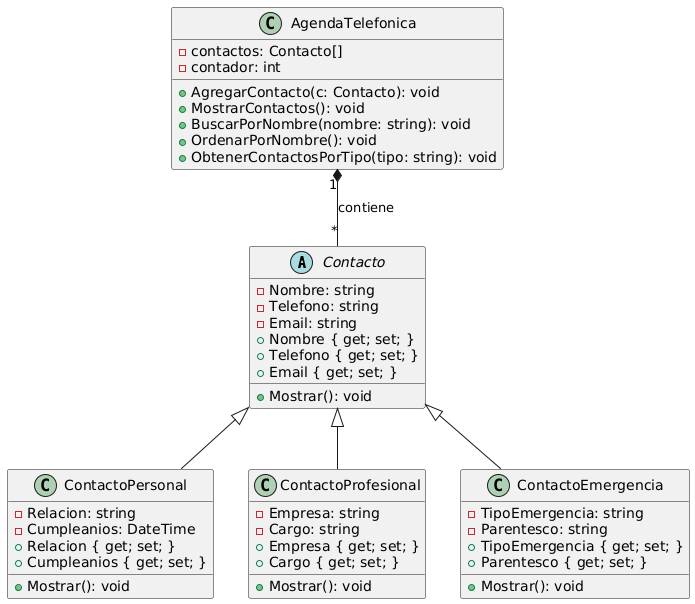 C AgendaTelefonica
contactos: Contacto[]
contador: int
AgregarContacto(c: Contacto): void
MostrarContactos(): void
BuscarPorNombre(nombre: string): void
OrdenarPorNombre(): void
ObtenerContactosPorTipo(tipo: string): void
1
contiene
*
A Contacto
Nombre: string
Telefono: string
Email: string
Nombre { get; set; }
Telefono { get; set; }
Email { get; set; }
Mostrar(): void
C ContactoPersonal
Relacion: string
Cumpleanios: DateTime
Relacion { get; set; }
Cumpleanios { get; set; }
Mostrar(): void
C ContactoProfesional
Empresa: string
Cargo: string
Empresa { get; set; }
Cargo { get; set; }
Mostrar(): void
C ContactoEmergencia
TipoEmergencia: string
Parentesco: string
TipoEmergencia { get; set; }
Parentesco { get; set; }
Mostrar(): void